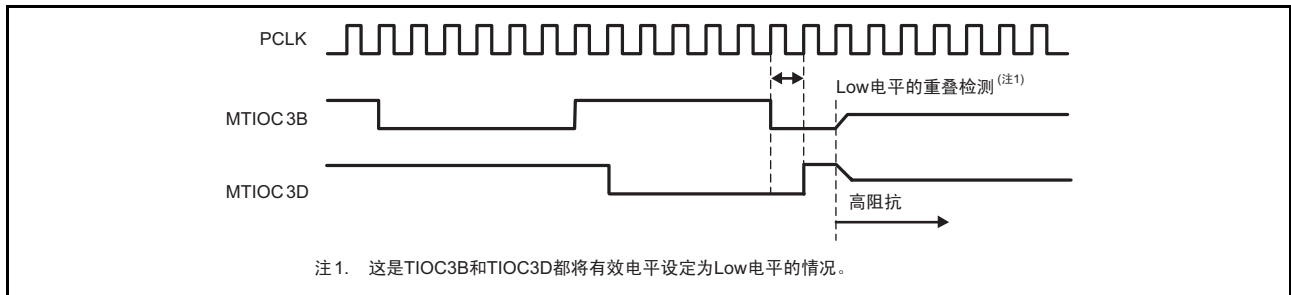 PCLK
Low电平的重叠检测(注1)
MTIOC3B
MTIOC3D
高阻抗
注1. 这是TIOC3B和TIOC3D都将有效电平设定为Low电平的情况。